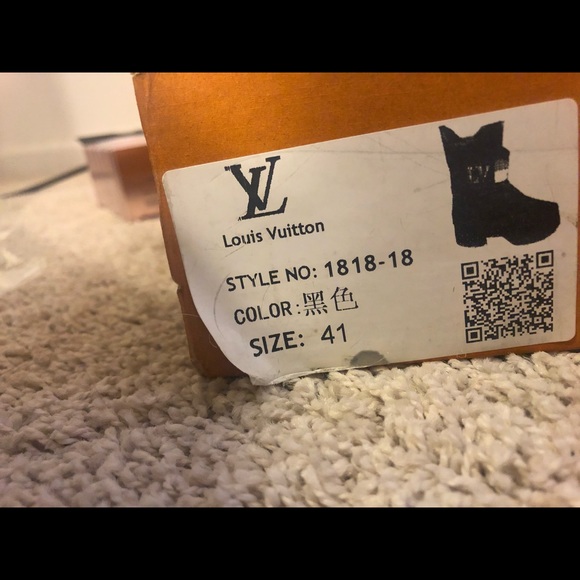 LV
Louis Vuitton
STYLE NO: 1818-18
COLOR:黑色
SIZE: 41